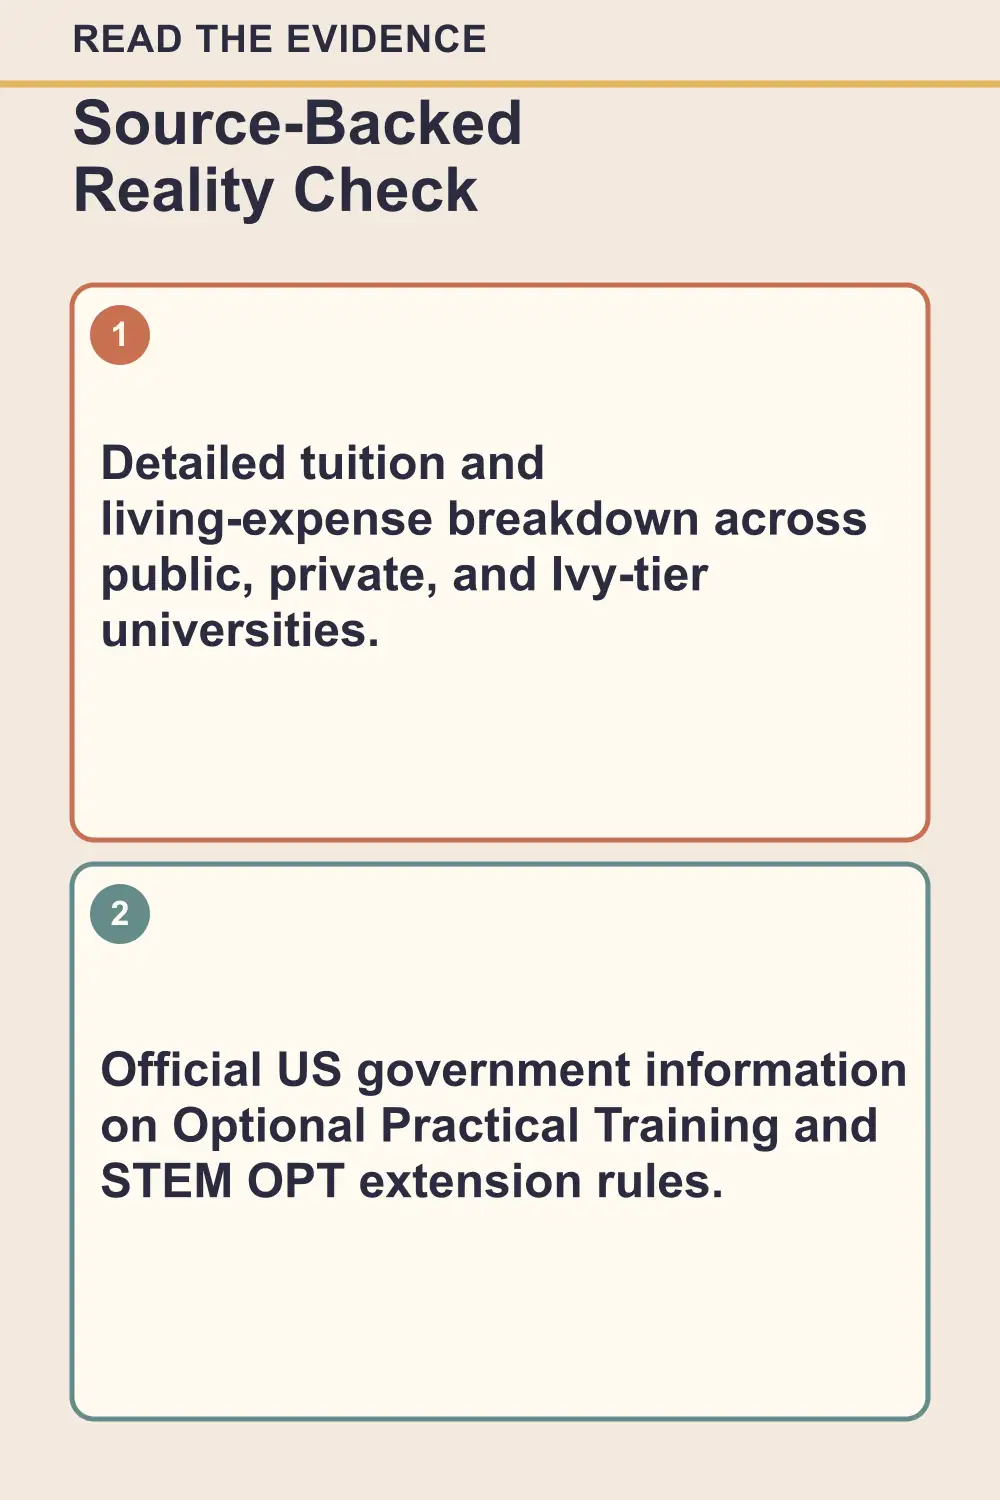 READ THE EVIDENCE
Source-Backed
Reality Check
1
Detailed tuition and
living-expense breakdown across
public, private, and Ivy-tier
universities.
2
Official US government information
on Optional Practical Training and
STEM OPT extension rules.